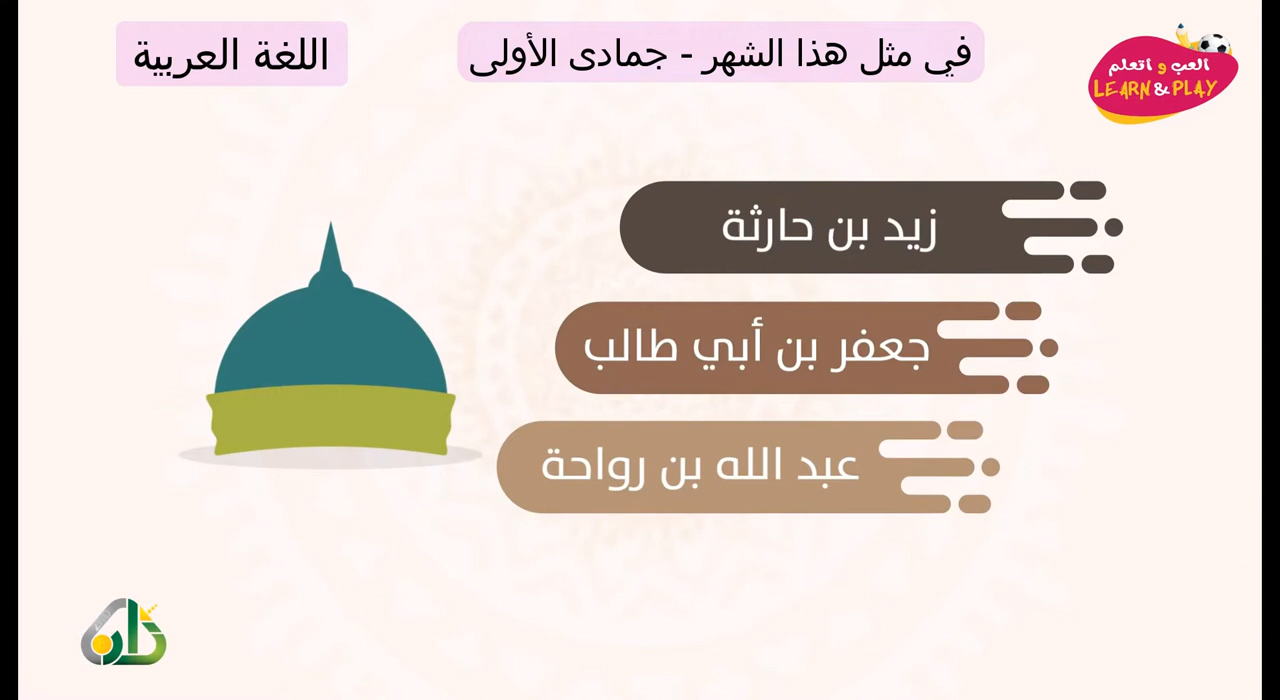 في مثل هذا الشهر - جمادى الأولى
اللغة العربية
العب و اتعلم
LEARN & PLAY
زيد بن حارثة
جعفر بن أبي طالب
عبد الله بن رواحة